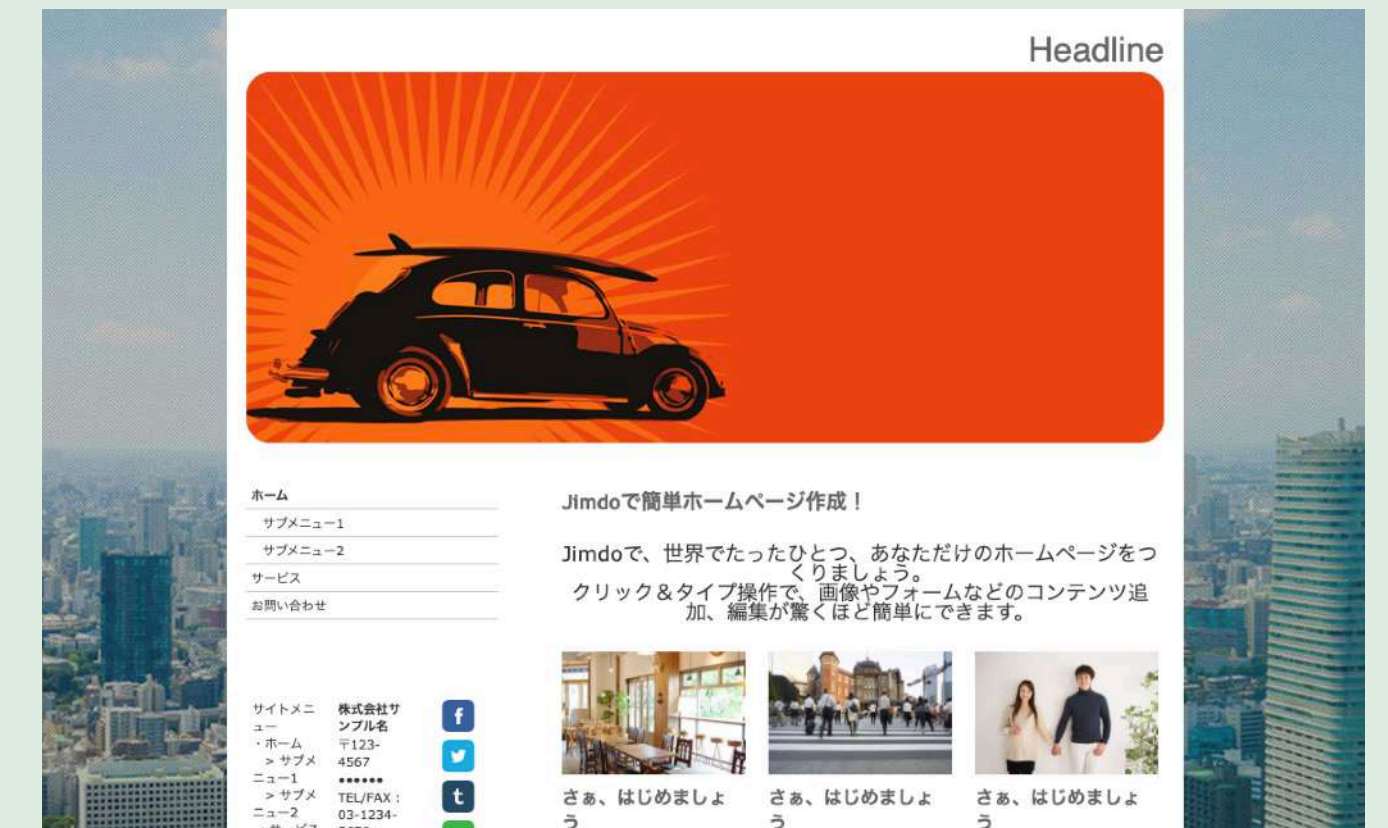 Headline
ホーム
サブメニュー1
サブメニュー2
サービス
お問い合わせ
Jimdoで簡単ホームページ作成！
Jimdoで、世界でたったひとつ、あなただけのホームページをつ
くりましょう。
クリック＆タイプ操作で、画像やフォームなどのコンテンツ追
加、編集が驚くほど簡単にできます。
サイトメニ
ュー
・ホーム
> サブメ
ニュー1
> サブメ
ニュー2
株式会社サ
ンプル名
〒123-
4567
●●●●●●
TEL/FAX :
03-1234-
f
t
さぁ、はじめましょ
う
さぁ、はじめましょ
う
さぁ、はじめましょ
う